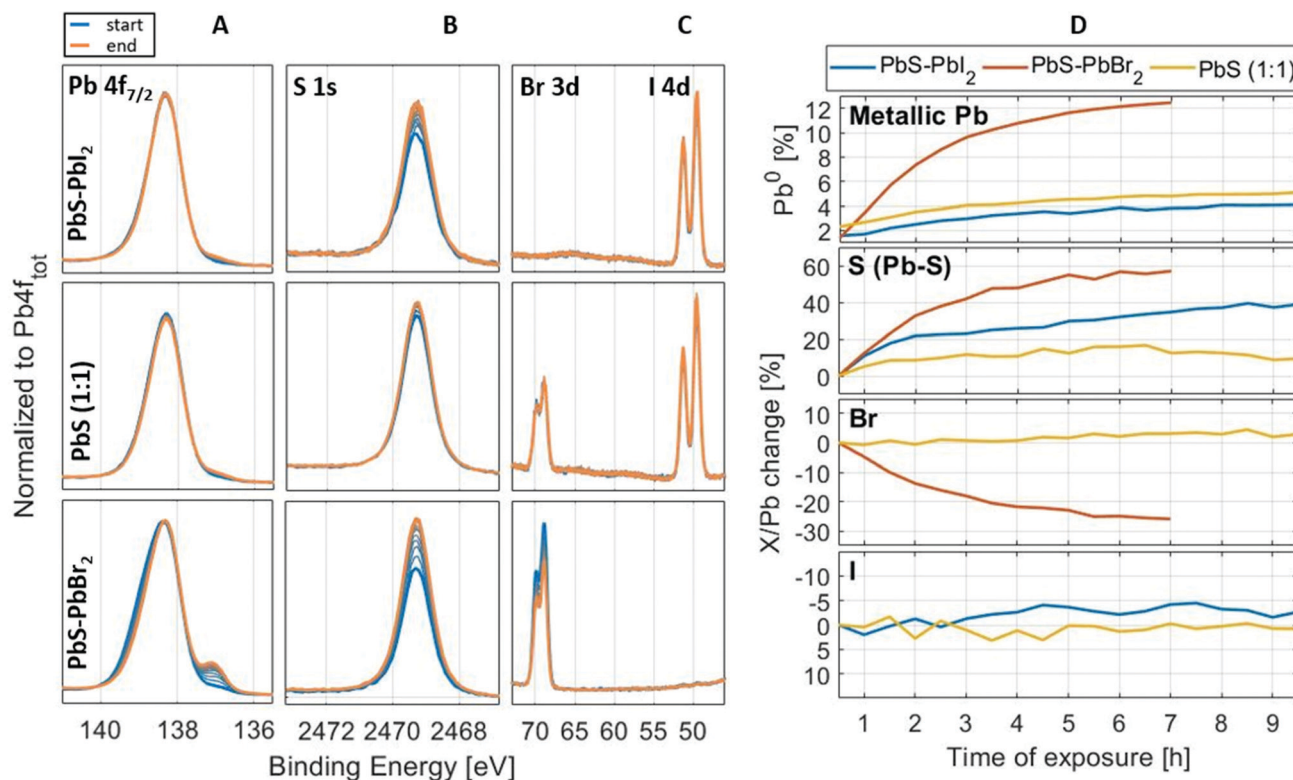 start
end
A
B
C
D
Pb 4f7/2
S 1s
Br 3d
I 4d
PbS-PbI2
PbS (1:1)
PbS-PbBr2
Normalized to Pb4ftot
140
138
136
2472
2470
2468
70
65
60
55
50
Binding Energy [eV]
PbS-PbI2
PbS-PbBr2
PbS (1:1)
Metallic Pb
12
10
8
6
4
2
Pb0 [%]
S (Pb-S)
60
40
20
0
Br
10
0
-10
-20
-30
X/Pb change [%]
I
-10
-5
0
5
10
1
2
3
4
5
6
7
8
9
Time of exposure [h]